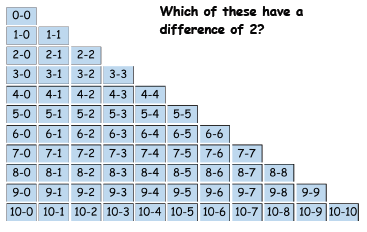 Which of these have a
difference of 2?
0-0
1-0 1-1
2-0 2-1 2-2
3-0 3-1 3-2 3-3
4-0 4-1 4-2 4-3 4-4
5-0 5-1 5-2 5-3 5-4 5-5
6-0 6-1 6-2 6-3 6-4 6-5 6-6
7-0 7-1 7-2 7-3 7-4 7-5 7-6 7-7
8-0 8-1 8-2 8-3 8-4 8-5 8-6 8-7 8-8
9-0 9-1 9-2 9-3 9-4 9-5 9-6 9-7 9-8 9-9
10-0 10-1 10-2 10-3 10-4 10-5 10-6 10-7 10-8 10-9 10-10